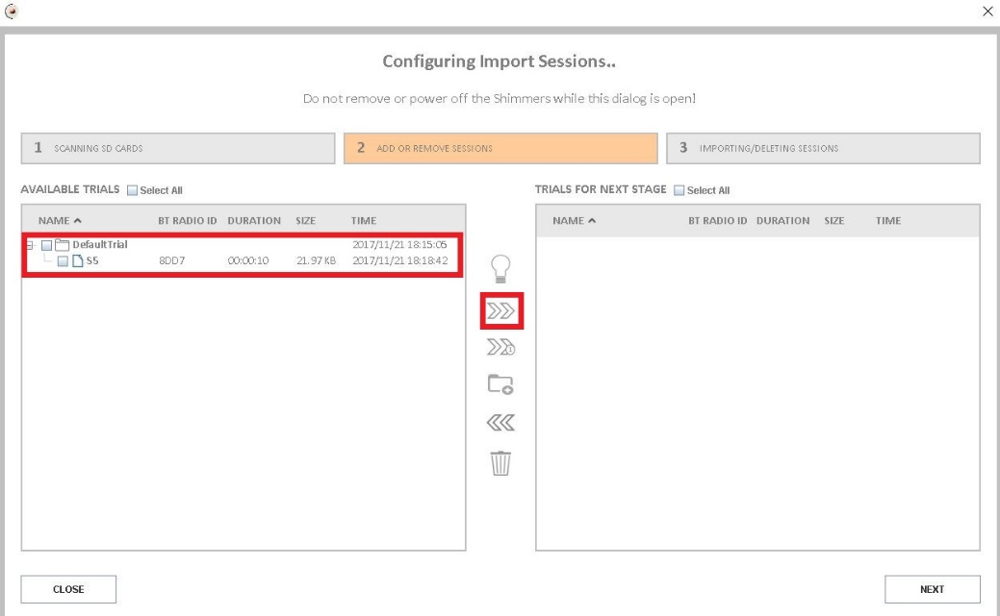 Configuring Import Sessions..
Do not remove or power off the Shimmers while this dialog is open!
1 SCANNING SD CARDS
2 ADD OR REMOVE SESSIONS
3 IMPORTING/DELETING SESSIONS
AVAILABLE TRIALS Select All
NAME BT RADIO ID DURATION SIZE TIME
DefaultTrial 2017/11/21 18:15:05
S5 8DD7 00:00:10 21.97 KB 2017/11/21 18:18:42
TRIALS FOR NEXT STAGE Select All
NAME BT RADIO ID DURATION SIZE TIME
1
CLOSE
NEXT